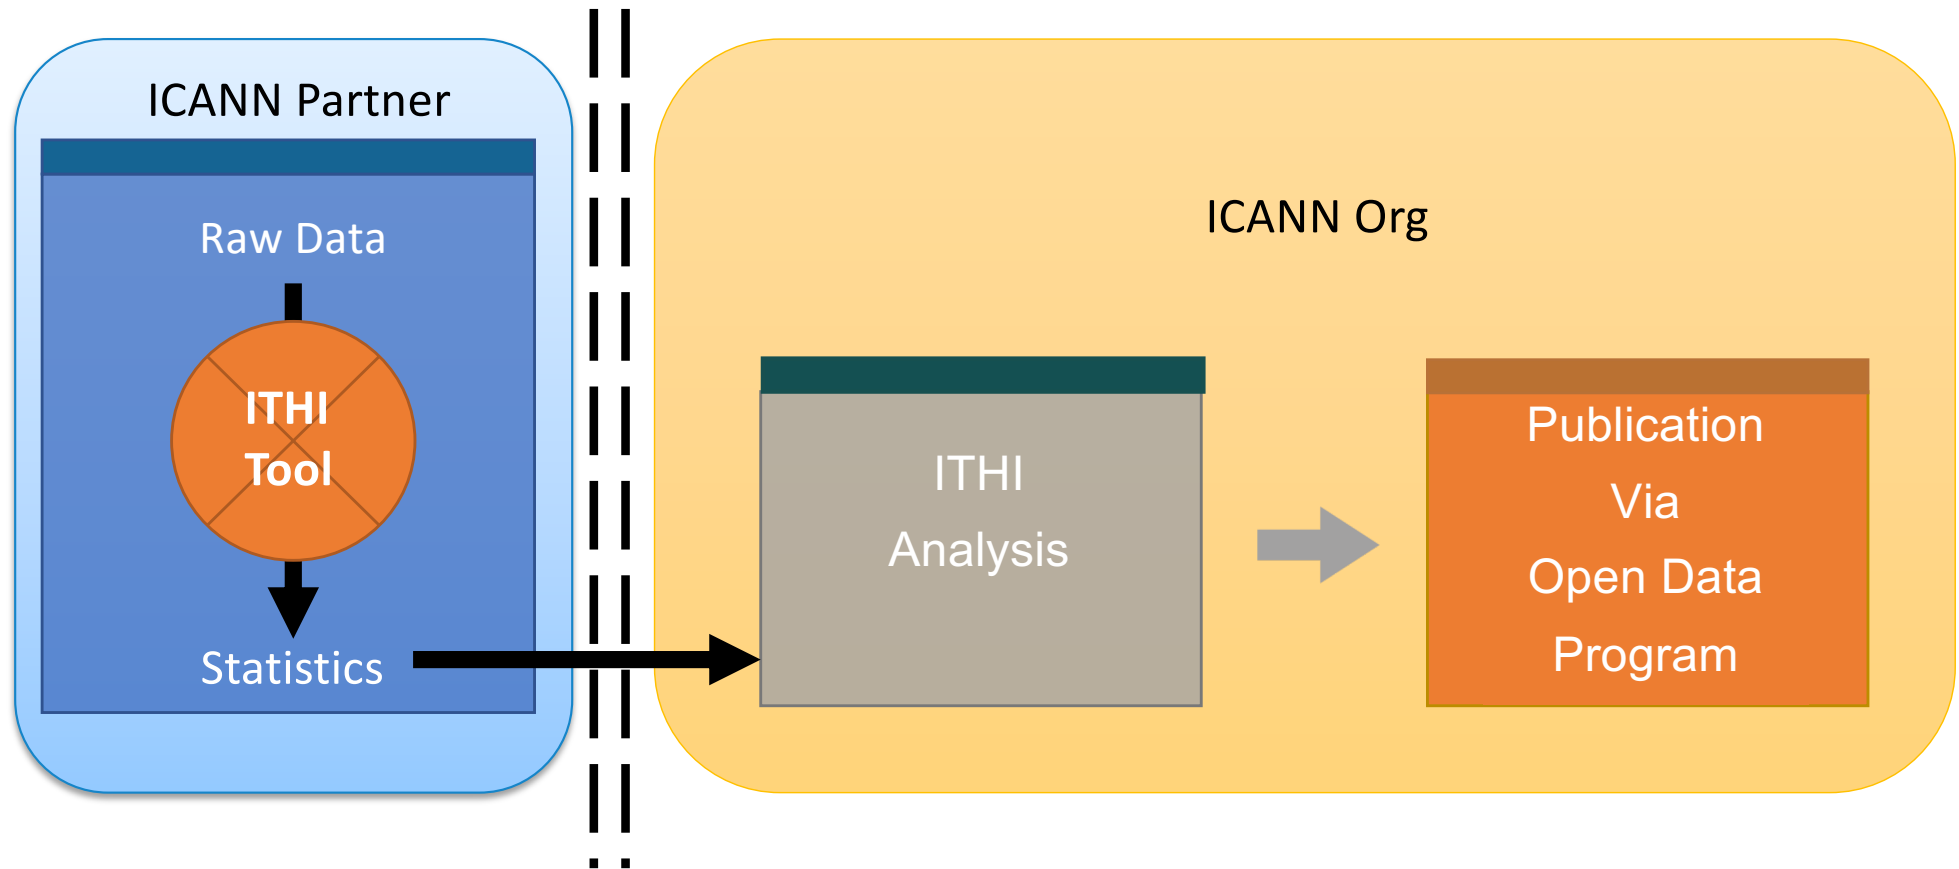 ICANN Partner
Raw Data
ITHI
Tool
Statistics
ICANN Org
ITHI
Analysis
Publication
Via
Open Data
Program